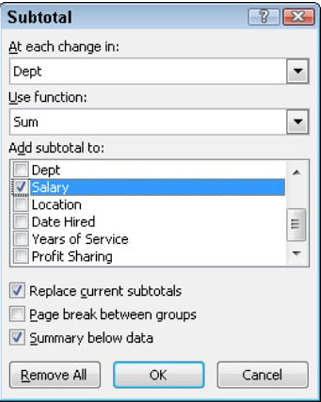 Subtotal
At each change in:
Dept
Use function:
Sum
Add subtotal to:
Dept
Salary
Location
Date Hired
Years of Service
Profit Sharing
Replace current subtotals
Page break between groups
Summary below data
Remove All OK Cancel